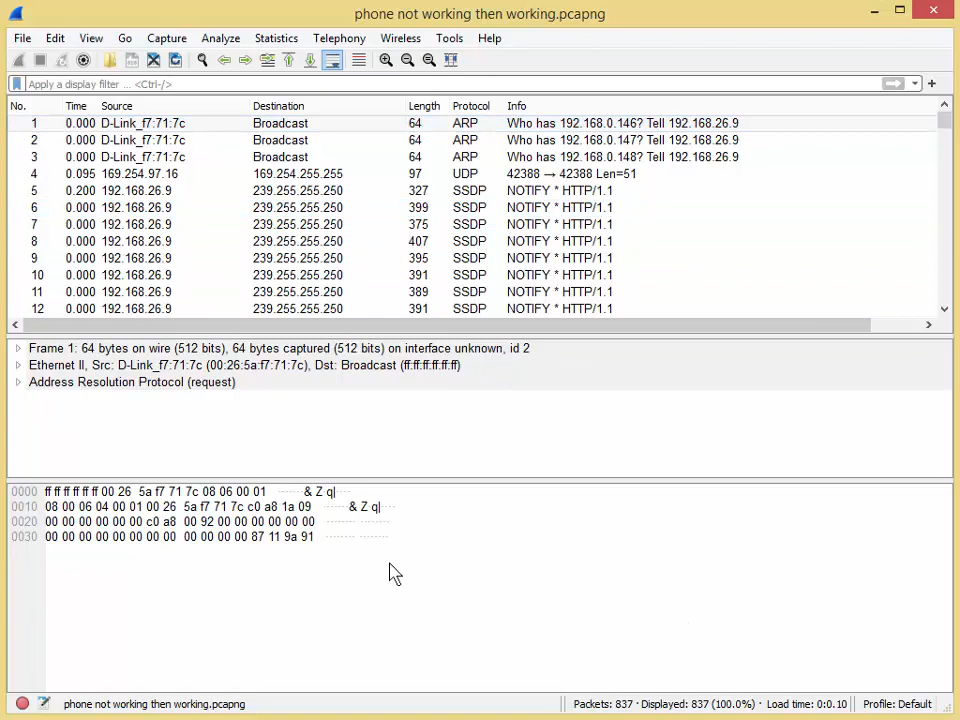 phone not working then working.pcapng
File Edit View Go Capture Analyze Statistics Telephony Wireless Tools Help
Apply a display filter ... <Ctrl-/>
No. Time Source Destination Length Protocol Info
1 0.000 D-Link_f7:71:7c Broadcast 64 ARP Who has 192.168.0.146? Tell 192.168.26.9
2 0.000 D-Link_f7:71:7c Broadcast 64 ARP Who has 192.168.0.147? Tell 192.168.26.9
3 0.000 D-Link_f7:71:7c Broadcast 64 ARP Who has 192.168.0.148? Tell 192.168.26.9
4 0.095 169.254.97.16 169.254.255.255 97 UDP 42388 → 42388 Len=51
5 0.200 192.168.26.9 239.255.255.250 327 SSDP NOTIFY * HTTP/1.1
6 0.000 192.168.26.9 239.255.255.250 399 SSDP NOTIFY * HTTP/1.1
7 0.000 192.168.26.9 239.255.255.250 375 SSDP NOTIFY * HTTP/1.1
8 0.000 192.168.26.9 239.255.255.250 407 SSDP NOTIFY * HTTP/1.1
9 0.000 192.168.26.9 239.255.255.250 395 SSDP NOTIFY * HTTP/1.1
10 0.000 192.168.26.9 239.255.255.250 391 SSDP NOTIFY * HTTP/1.1
11 0.000 192.168.26.9 239.255.255.250 389 SSDP NOTIFY * HTTP/1.1
12 0.000 192.168.26.9 239.255.255.250 391 SSDP NOTIFY * HTTP/1.1
Frame 1: 64 bytes on wire (512 bits), 64 bytes captured (512 bits) on interface unknown, id 2
Ethernet II, Src: D-Link_f7:71:7c (00:26:5a:f7:71:7c), Dst: Broadcast (ff:ff:ff:ff:ff:ff)
Address Resolution Protocol (request)
0000 ff ff ff ff ff ff 00 26 5a f7 71 7c 08 06 00 01 ·······& Z·q|····
0010 08 00 06 04 00 01 00 26 5a f7 71 7c c0 a8 1a 09 ·······& Z·q|····
0020 00 00 00 00 00 00 c0 a8 00 92 00 00 00 00 00 00 ········ ········
0030 00 00 00 00 00 00 00 00 00 00 00 00 87 11 9a 91 ········ ········
phone not working then working.pcapng Packets: 837 · Displayed: 837 (100.0%) · Load time: 0:0.10 Profile: Default